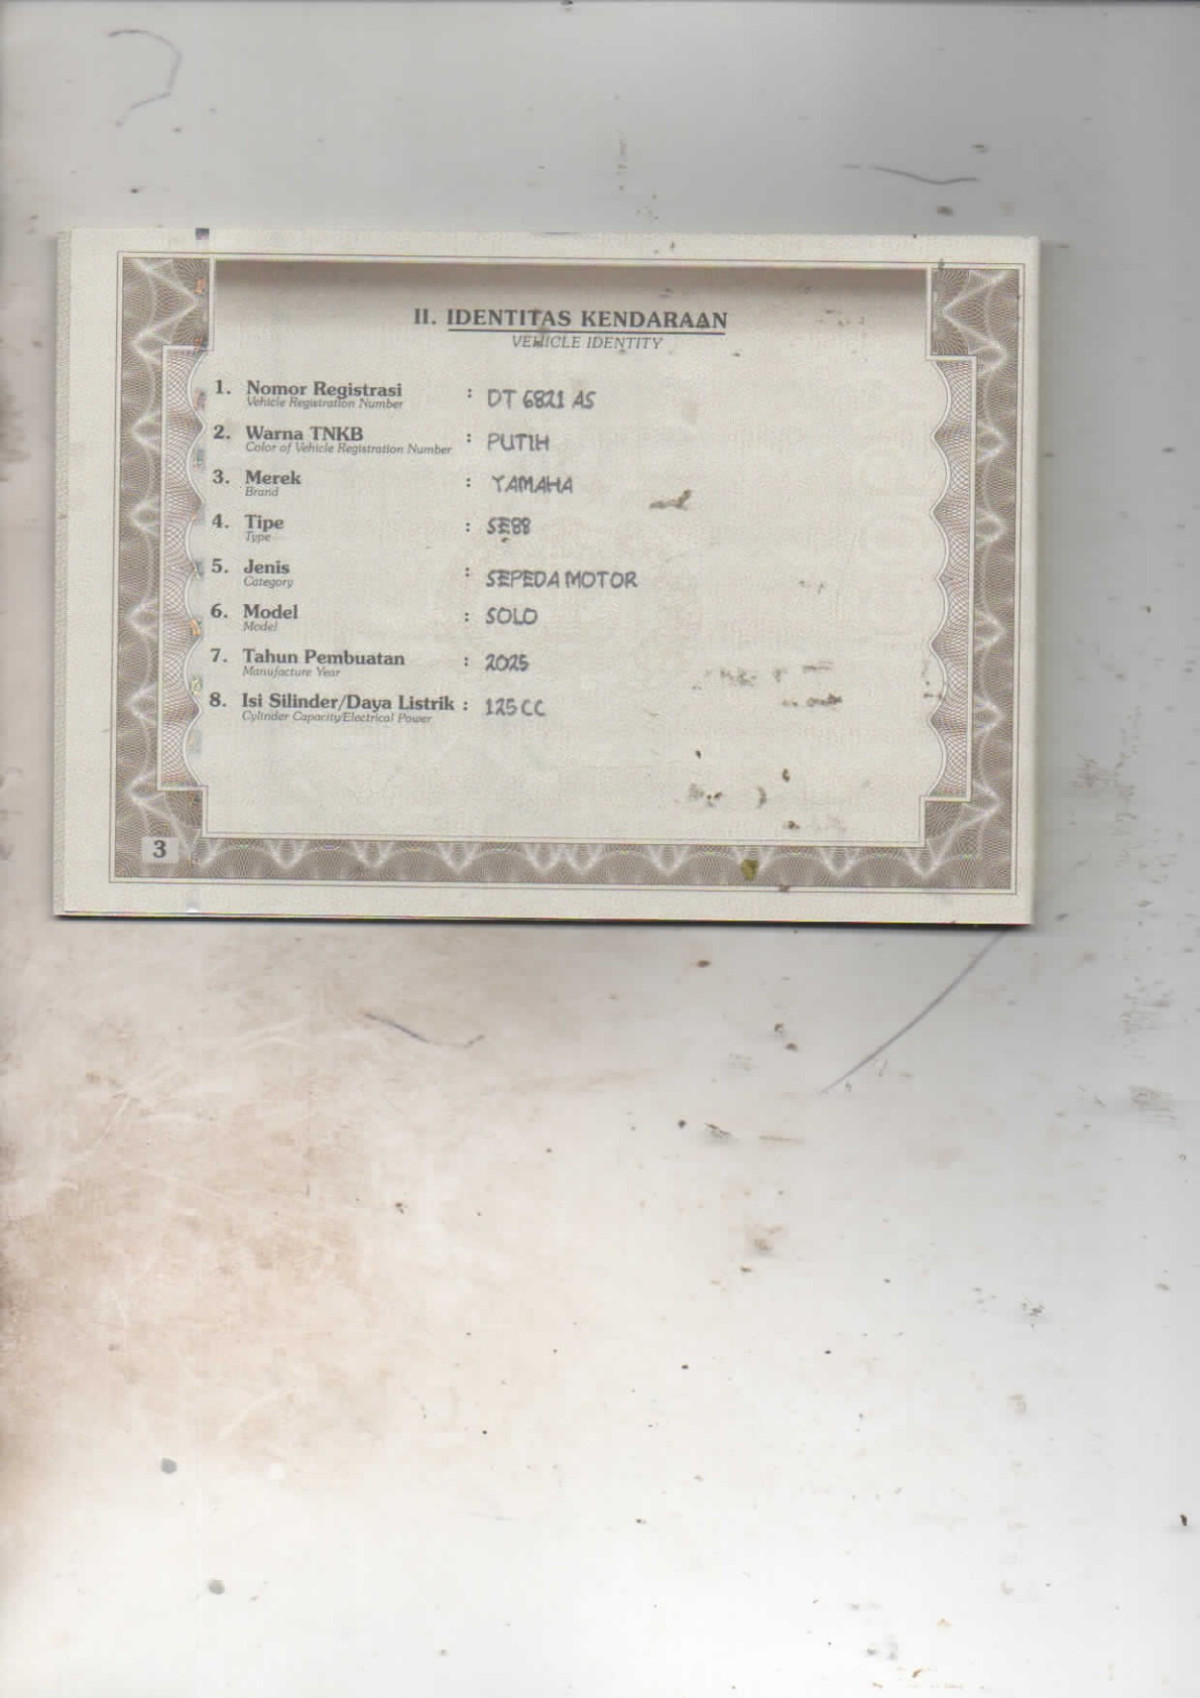 II. IDENTITAS KENDARAAN
VEHICLE IDENTITY
1. Nomor Registrasi : DT 6821 AS
Vehicle Registration Number
2. Warna TNKB : PUTIH
Color of Vehicle Registration Number
3. Merek : YAMAHA
Brand
4. Tipe : SE88
Type
5. Jenis : SEPEDA MOTOR
Category
6. Model : SOLO
Model
7. Tahun Pembuatan : 2025
Manufacture Year
8. Isi Silinder/Daya Listrik : 125 CC
Cylinder Capacity/Electrical Power
3